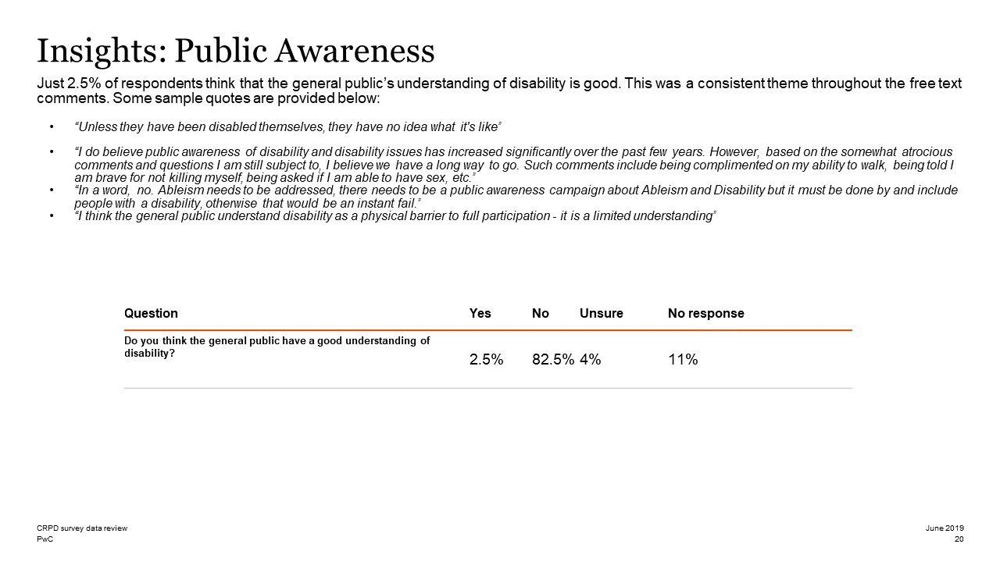 Insights: Public Awareness
Just 2.5% of respondents think that the general public’s understanding of disability is good. This was a consistent theme throughout the free text
comments. Some sample quotes are provided below:
• “Unless they have been disabled themselves, they have no idea what it's like”
• “I do believe public awareness of disability and disability issues has increased significantly over the past few years. However, based on the somewhat atrocious
comments and questions I am still subject to, I believe we have a long way to go. Such comments include being complimented on my ability to walk, being told I
am brave for not killing myself, being asked if I am able to have sex, etc.”
• “In a word, no. Ableism needs to be addressed, there needs to be a public awareness campaign about Ableism and Disability but it must be done by and include
people with a disability, otherwise that would be an instant fail.”
• “I think the general public understand disability as a physical barrier to full participation - it is a limited understanding”
Question Yes No Unsure No response
Do you think the general public have a good understanding of
disability?
2.5% 82.5% 4% 11%
CRPD survey data review
PwC
June 2019
20